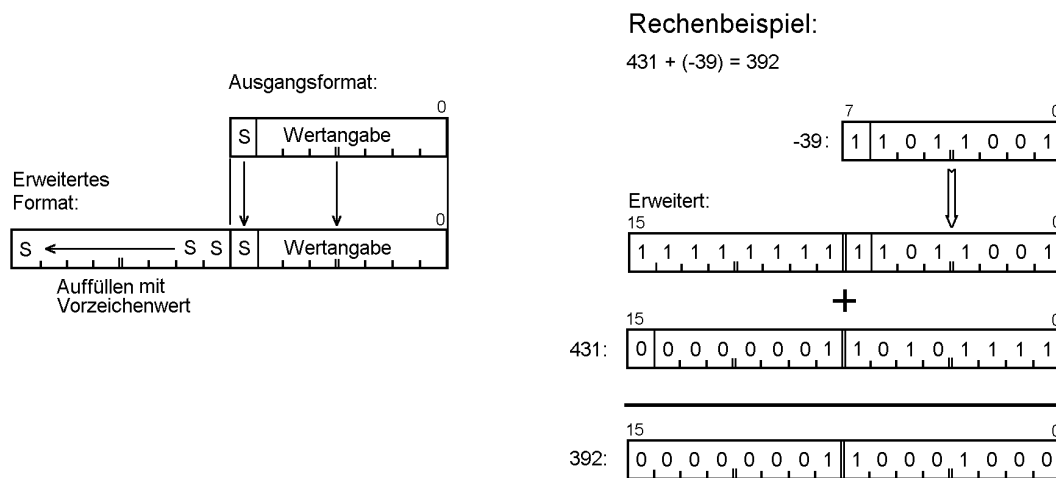 Ausgangsformat:
0
S Wertangabe
Erweitertes
Format:
0
S S S S Wertangabe
Auffüllen mit
Vorzeichenwert
Rechenbeispiel:
431 + (-39) = 392
7 0
-39: 1 1 0 1 1 0 0 1
Erweitert:
15 0
1 1 1 1 1 1 1 1 1 1 0 1 1 0 0 1
+
15 0
431: 0 0 0 0 0 0 0 1 1 0 1 0 1 1 1 1
15 0
392: 0 0 0 0 0 0 0 1 1 0 0 0 1 0 0 0